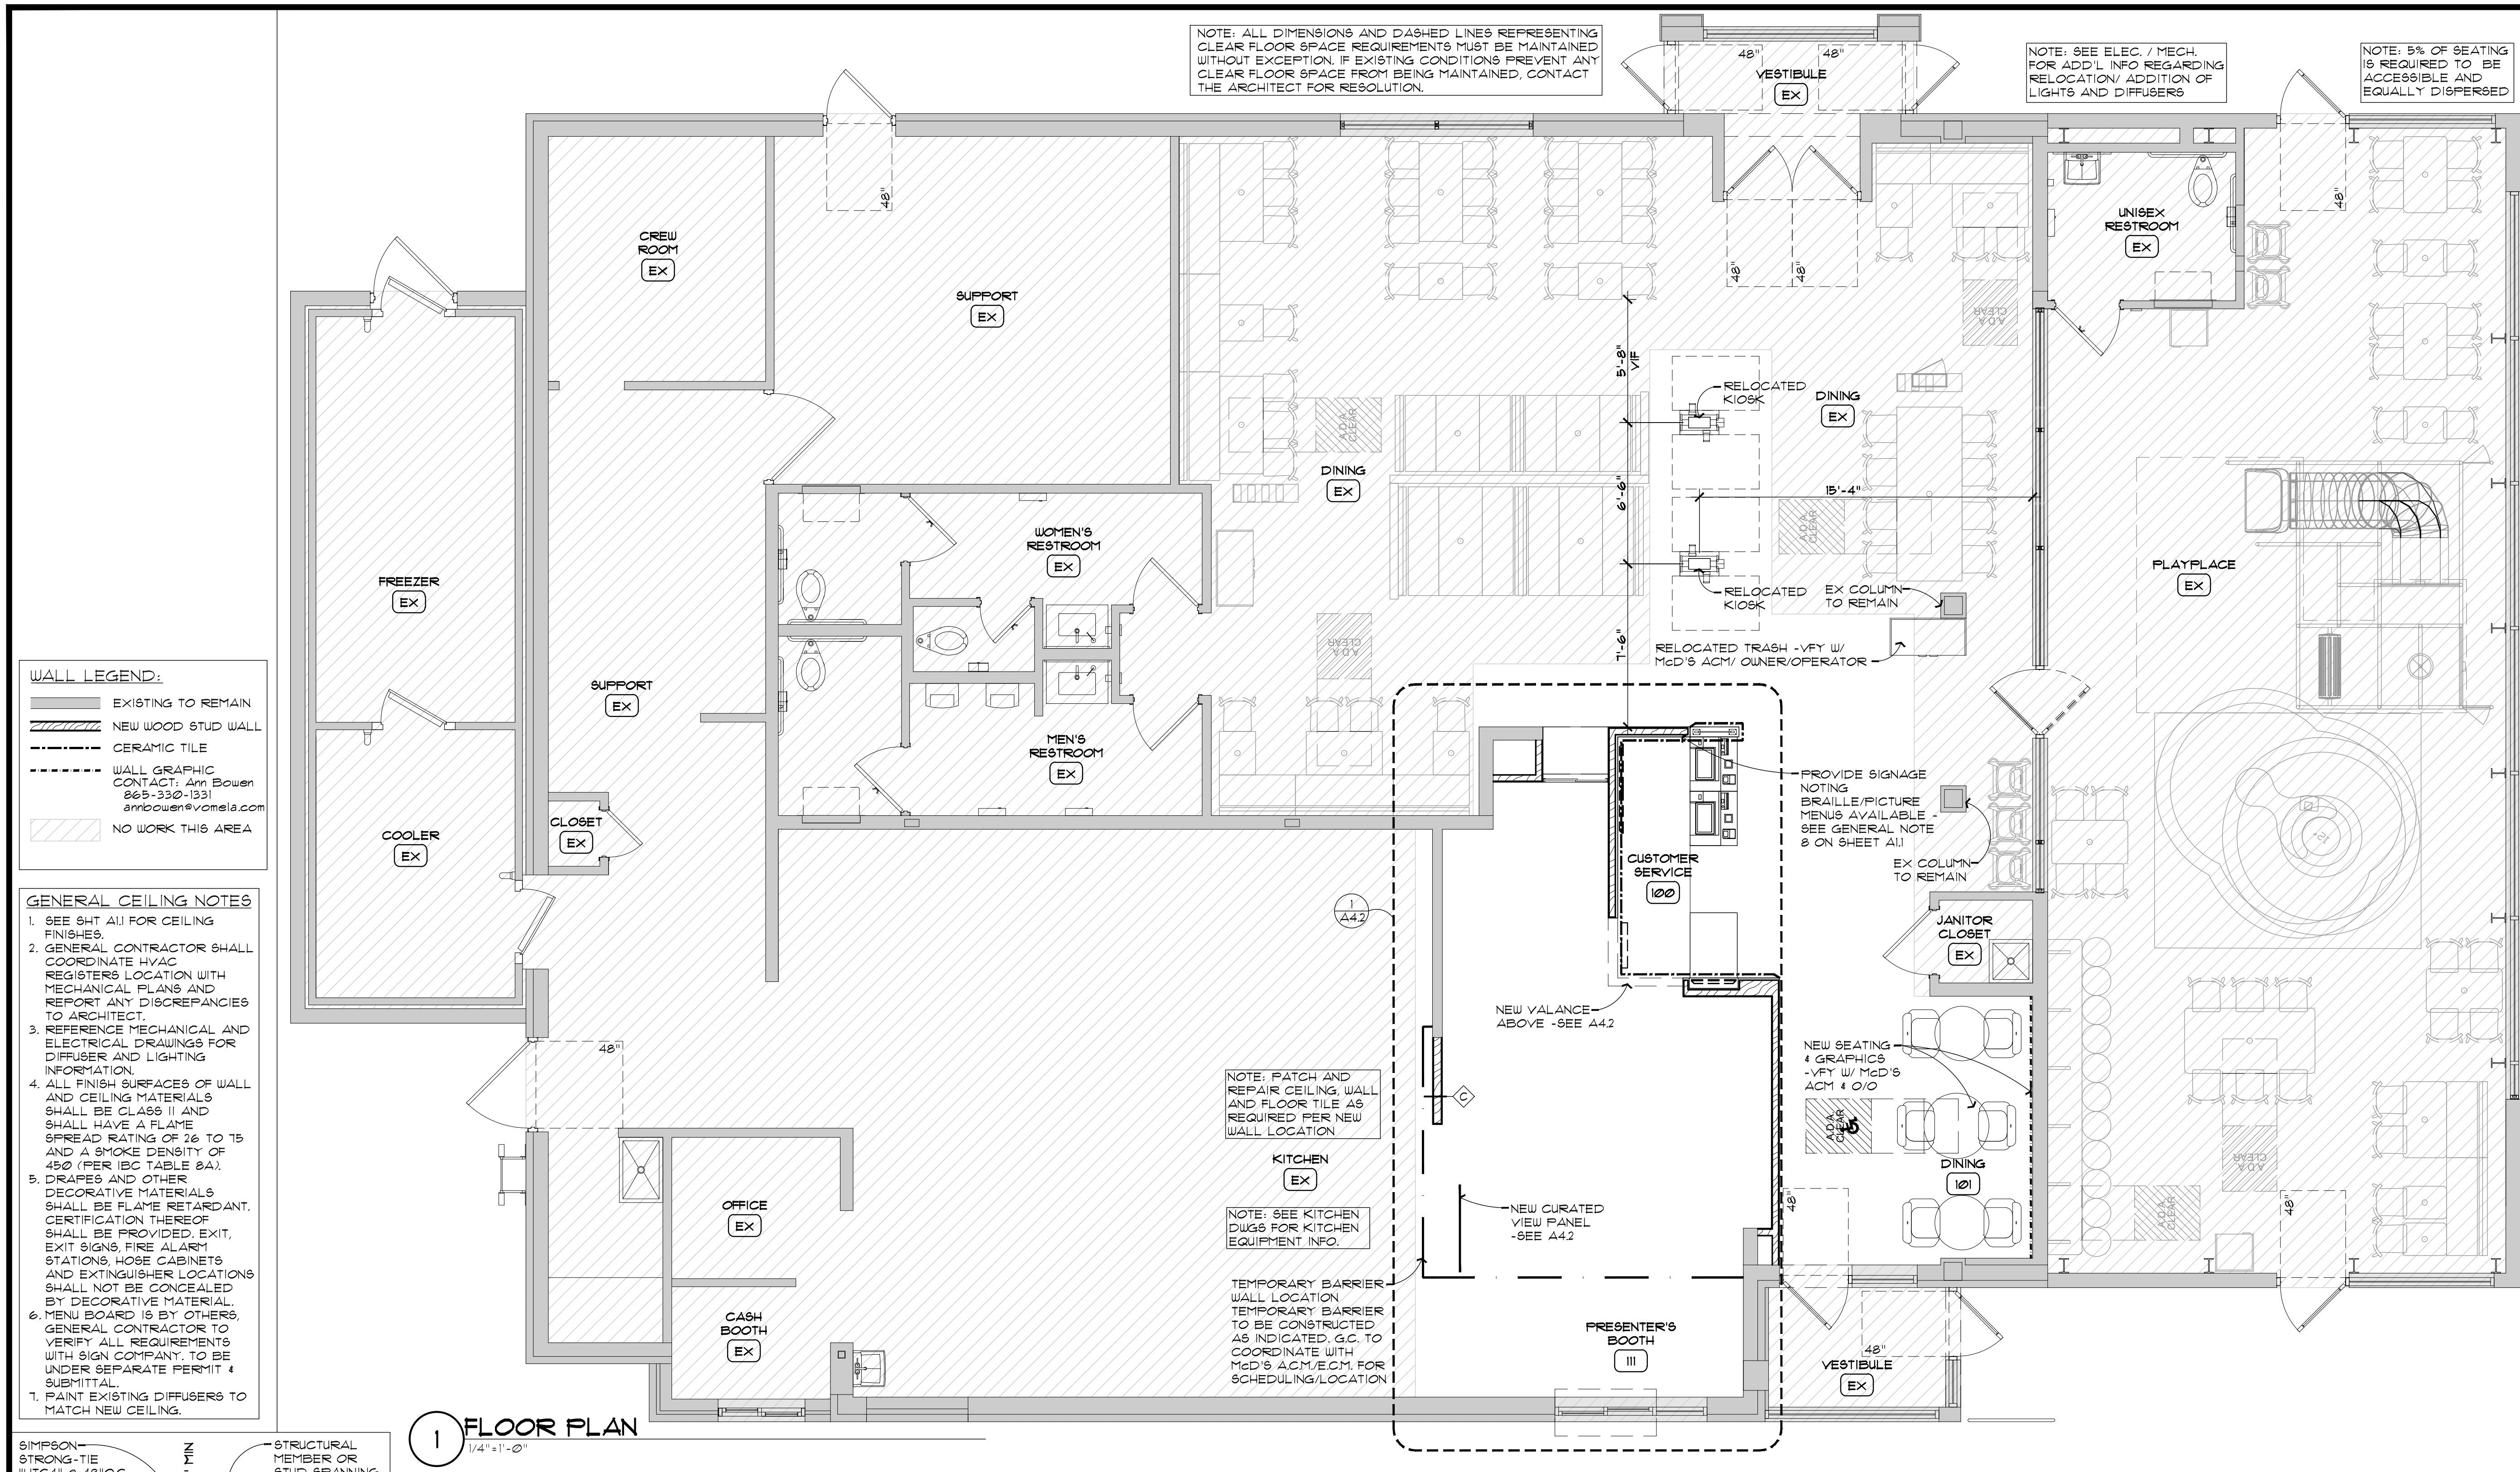 NOTE: ALL DIMENSIONS AND DASHED LINES REPRESENTING
CLEAR FLOOR SPACE REQUIREMENTS MUST BE MAINTAINED
WITHOUT EXCEPTION. IF EXISTING CONDITIONS PREVENT ANY
CLEAR FLOOR SPACE FROM BEING MAINTAINED, CONTACT
THE ARCHITECT FOR RESOLUTION.
48"
48"
VESTIBULE
EX
NOTE: SEE ELEC. / MECH.
FOR ADD'L INFO REGARDING
RELOCATION/ ADDITION OF
LIGHTS AND DIFFUSERS
NOTE: 5% OF SEATING
IS REQUIRED TO BE
ACCESSIBLE AND
EQUALLY DISPERSED
48"
48"
CREW
ROOM
EX
SUPPORT
EX
48"
48"
UNISEX
RESTROOM
EX
A.D.A.
CLEAR
5'-8"
VIF
RELOCATED
KIOSK
DINING
EX
A.D.A.
CLEAR
DINING
EX
6'-6"
15'-4"
A.D.A.
CLEAR
WOMEN'S
RESTROOM
EX
FREEZER
EX
PLAYPLACE
EX
RELOCATED
KIOSK
EX COLUMN
TO REMAIN
A.D.A.
CLEAR
7'-6"
RELOCATED TRASH -VFY W/
McD'S ACM/ OWNER/OPERATOR
WALL LEGEND:
EXISTING TO REMAIN
NEW WOOD STUD WALL
CERAMIC TILE
WALL GRAPHIC
CONTACT: Ann Bowen
865-330-1331
annbowen@vomela.com
NO WORK THIS AREA
SUPPORT
EX
MEN'S
RESTROOM
EX
PROVIDE SIGNAGE
NOTING
BRAILLE/PICTURE
MENUS AVAILABLE -
SEE GENERAL NOTE
8 ON SHEET A1.1
CLOSET
EX
COOLER
EX
CUSTOMER
SERVICE
100
EX COLUMN
TO REMAIN
12+
1
A4.2
JANITOR
CLOSET
EX
GENERAL CEILING NOTES
1. SEE SHT A1.1 FOR CEILING
FINISHES.
2. GENERAL CONTRACTOR SHALL
COORDINATE HVAC
REGISTERS LOCATION WITH
MECHANICAL PLANS AND
REPORT ANY DISCREPANCIES
TO ARCHITECT.
3. REFERENCE MECHANICAL AND
ELECTRICAL DRAWINGS FOR
DIFFUSER AND LIGHTING
INFORMATION.
4. ALL FINISH SURFACES OF WALL
AND CEILING MATERIALS
SHALL BE CLASS II AND
SHALL HAVE A FLAME
SPREAD RATING OF 26 TO 75
AND A SMOKE DENSITY OF
450 (PER IBC TABLE 8A).
5. DRAPES AND OTHER
DECORATIVE MATERIALS
SHALL BE FLAME RETARDANT.
CERTIFICATION THEREOF
SHALL BE PROVIDED. EXIT,
EXIT SIGNS, FIRE ALARM
STATIONS, HOSE CABINETS
AND EXTINGUISHER LOCATIONS
SHALL NOT BE CONCEALED
BY DECORATIVE MATERIAL.
6. MENU BOARD IS BY OTHERS,
GENERAL CONTRACTOR TO
VERIFY ALL REQUIREMENTS
WITH SIGN COMPANY. TO BE
UNDER SEPARATE PERMIT &
SUBMITTAL.
7. PAINT EXISTING DIFFUSERS TO
MATCH NEW CEILING.
NEW VALANCE
ABOVE -SEE A4.2
48"
NEW SEATING
& GRAPHICS
-VFY W/ McD'S
ACM & O/O
NOTE: PATCH AND
REPAIR CEILING, WALL
AND FLOOR TILE AS
REQUIRED PER NEW
WALL LOCATION
C
A.D.A.
CLEAR
KITCHEN
EX
DINING
101
A.D.A.
CLEAR
OFFICE
EX
NOTE: SEE KITCHEN
DWGS FOR KITCHEN
EQUIPMENT INFO.
NEW CURATED
VIEW PANEL
-SEE A4.2
48"
A.D.A.
CLEAR
48"
TEMPORARY BARRIER
WALL LOCATION
TEMPORARY BARRIER
TO BE CONSTRUCTED
AS INDICATED. G.C. TO
COORDINATE WITH
McD'S A.C.M./E.C.M. FOR
SCHEDULING/LOCATION
CASH
BOOTH
EX
PRESENTER'S
BOOTH
111
48"
VESTIBULE
EX
1
FLOOR PLAN
1/4"=1'-0"
SIMPSON
STRONG-TIE
STRUCTURAL
MEMBER OR
STUD SPANNING